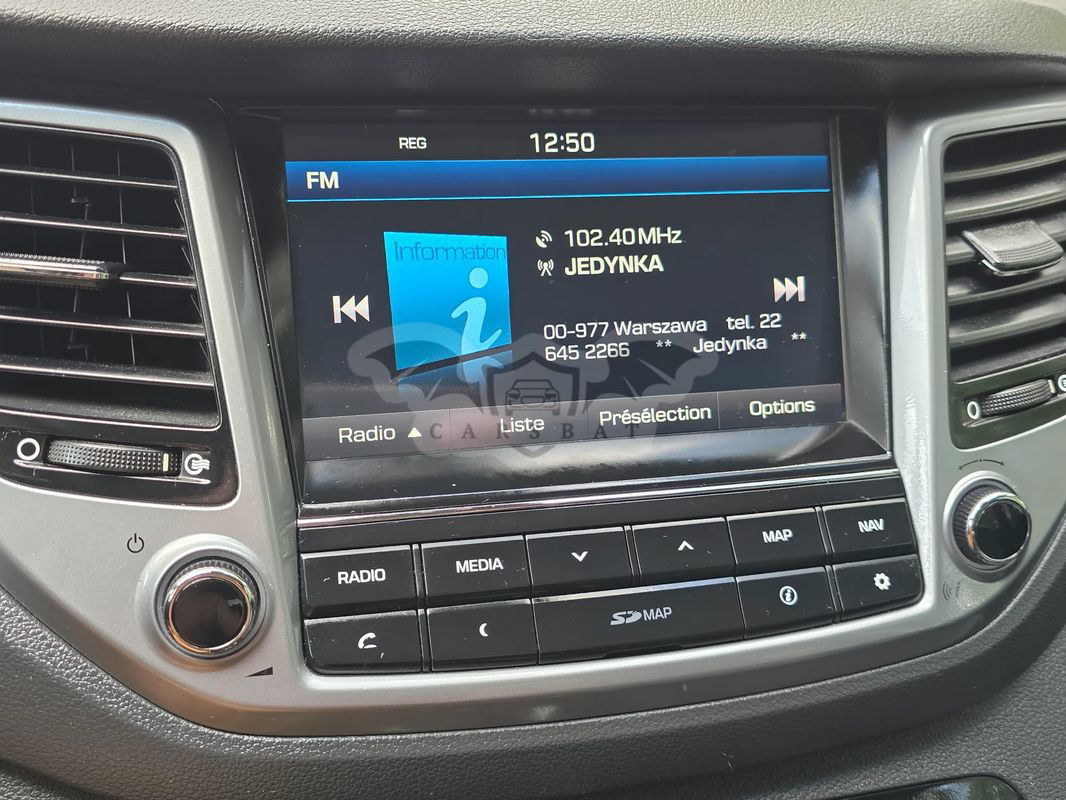 REG 12:50
FM
Information
102.40 MHz
JEDYNKA
00-977 Warszawa tel. 22
645 2266 ** Jedynka **
Radio ▲ Liste Présélection Options
CARSBAT
RADIO MEDIA MAP NAV
SD MAP